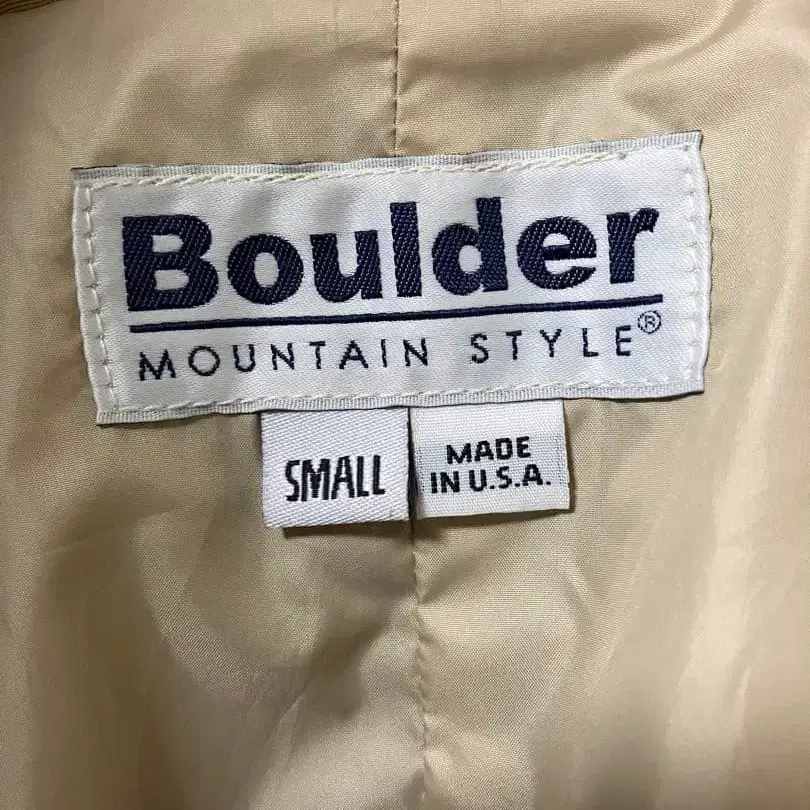 Boulder
MOUNTAIN STYLE®
SMALL
MADE
IN U.S.A.